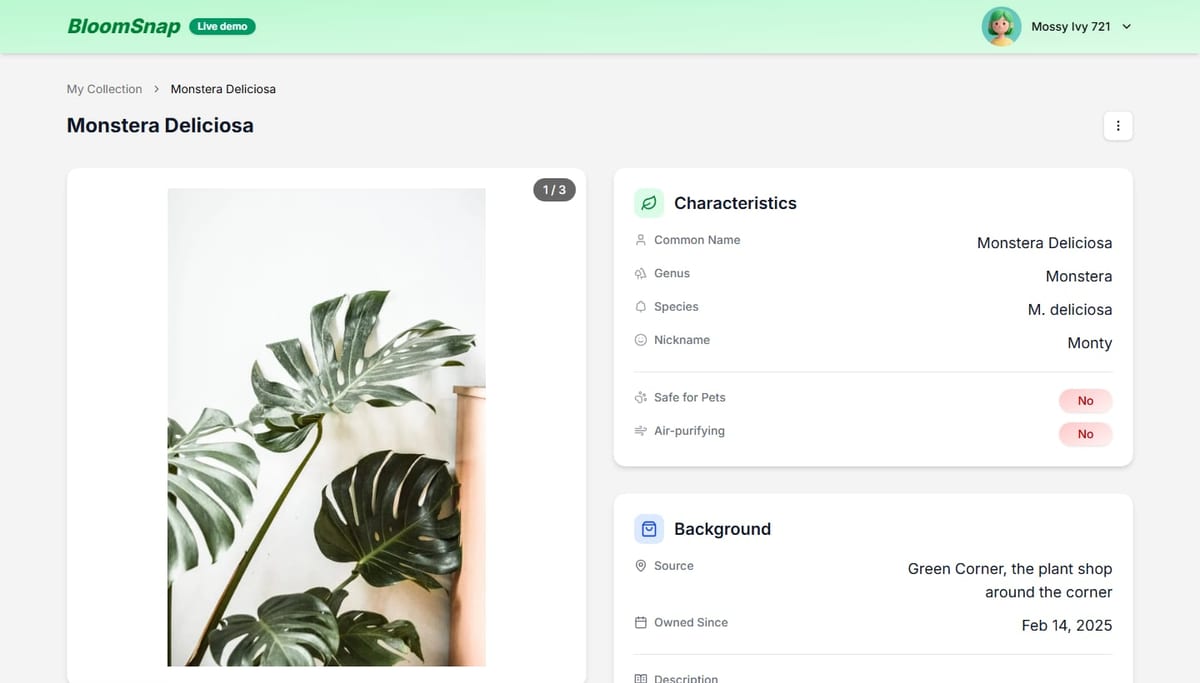 BloomSnap Live demo
Mossy Ivy 721
My Collection > Monstera Deliciosa
Monstera Deliciosa
1 / 3
Characteristics
Common Name Monstera Deliciosa
Genus Monstera
Species M. deliciosa
Nickname Monty
Safe for Pets No
Air-purifying No
Background
Source Green Corner, the plant shop
around the corner
Owned Since Feb 14, 2025
Description